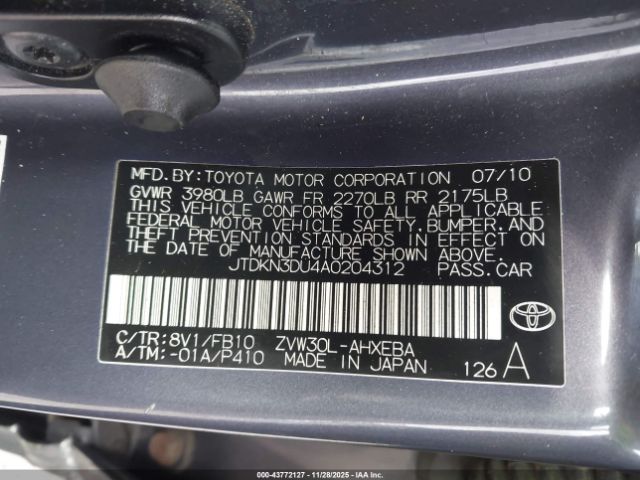 MFD.BY:TOYOTA MOTOR CORPORATION 07/10
GVWR 3980LB GAWR FR 2270LB RR 2175LB
THIS VEHICLE CONFORMS TO ALL APPLICABLE
FEDERAL MOTOR VEHICLE SAFETY,BUMPER,AND
THEFT PREVENTION STANDARDS IN EFFECT ON
THE DATE OF MANUFACTURE SHOWN ABOVE.
JTDKN3DU4A0204312 PASS.CAR
C/TR:8V1/FB10 ZVW30L-AHXEBA
A/TM:-01A/P410 MADE IN JAPAN 126 A
000-43772127 | 11/28/2025 - IAAI.COM